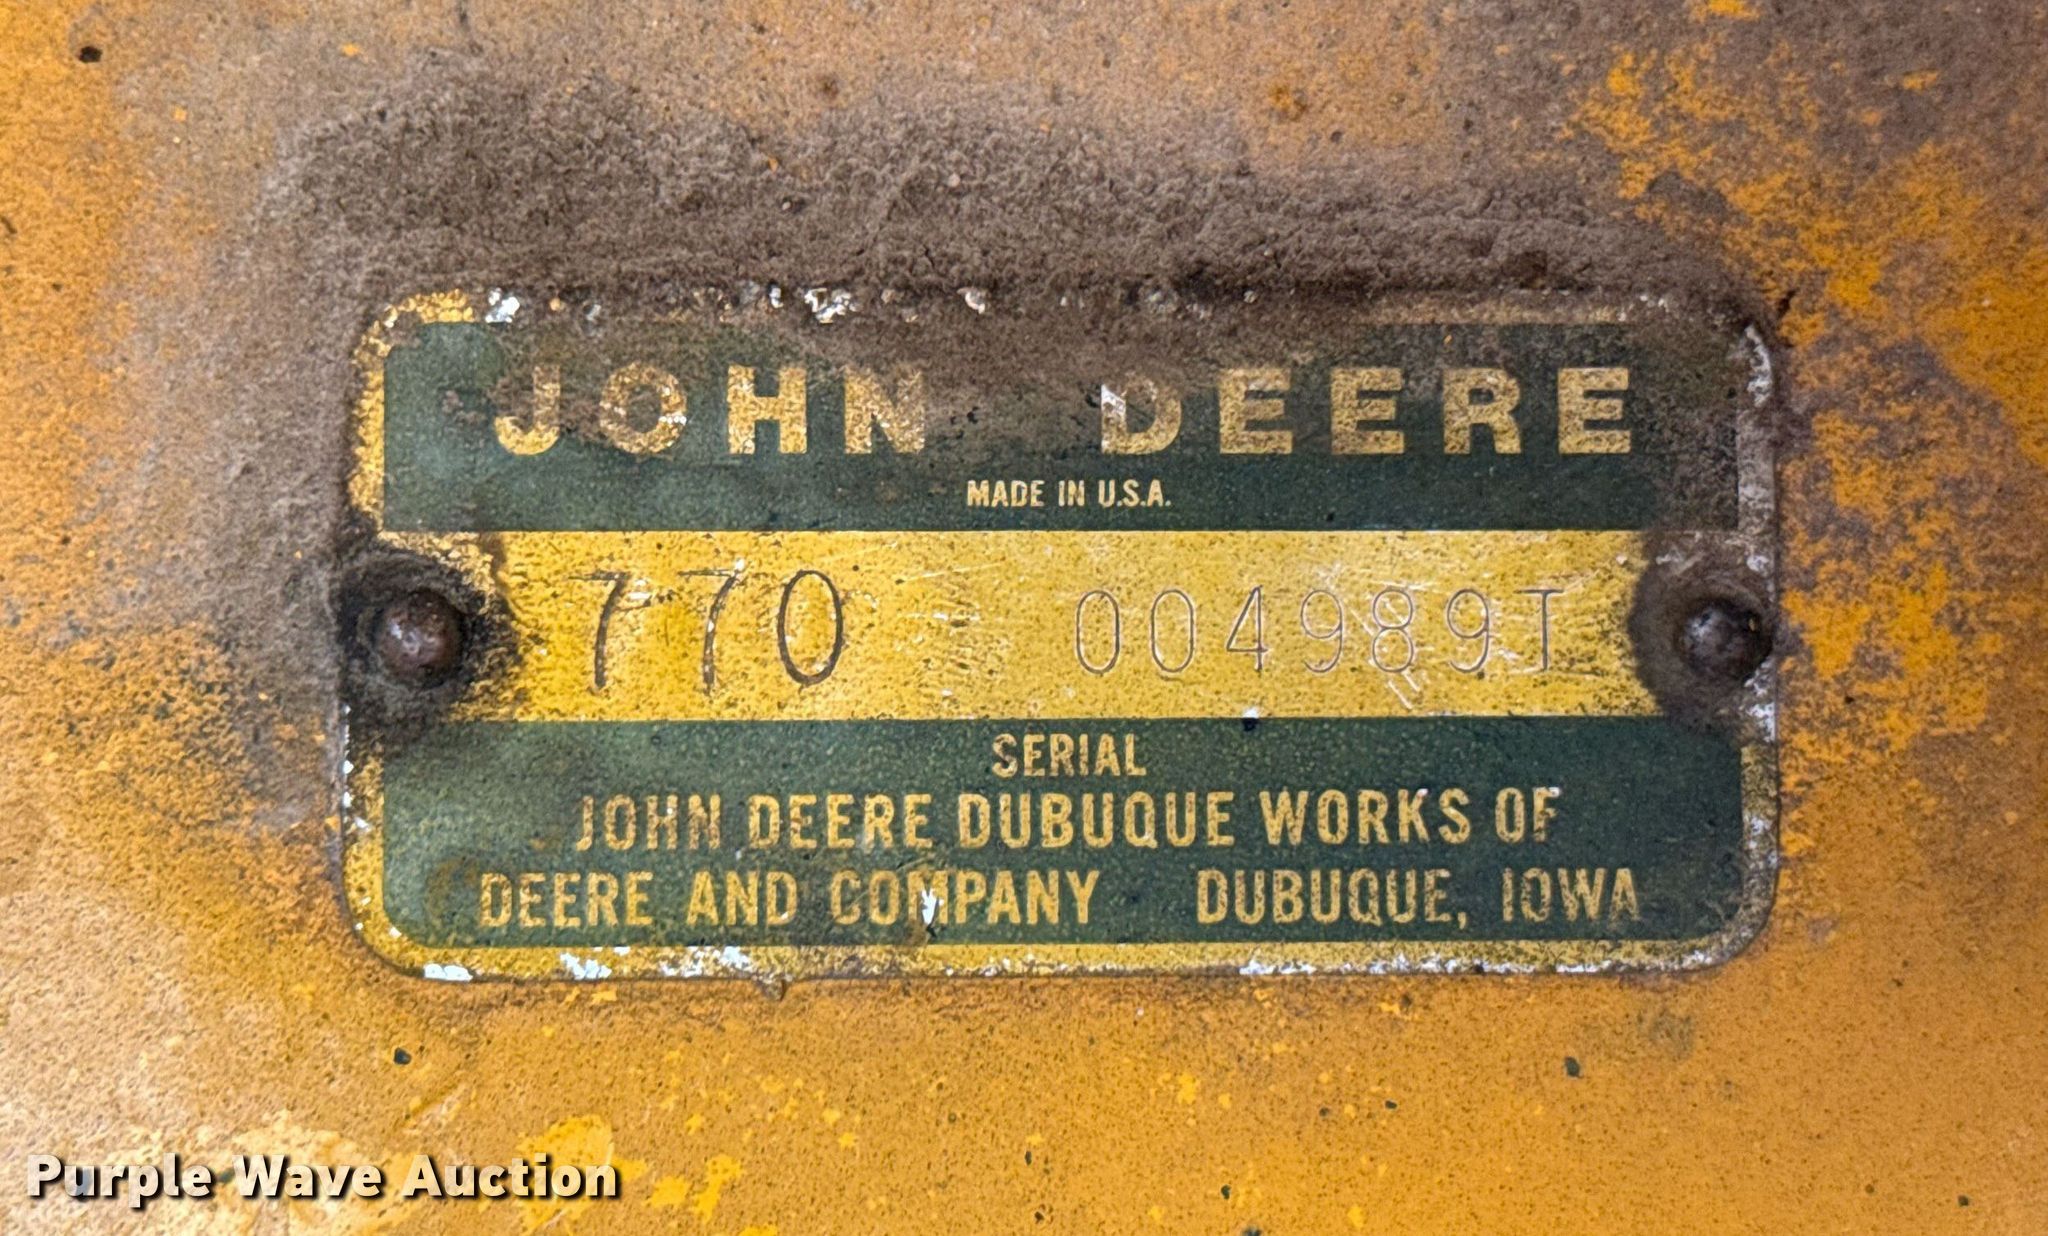 JOHN DEERE
MADE IN U.S.A.
770 004989T
SERIAL
JOHN DEERE DUBUQUE WORKS OF
DEERE AND COMPANY DUBUQUE, IOWA
Purple Wave Auction